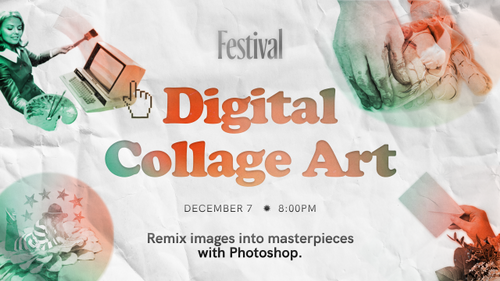 Festival
Digital
Collage Art
DECEMBER 7 ✹ 8:00PM
Remix images into masterpieces
with Photoshop.